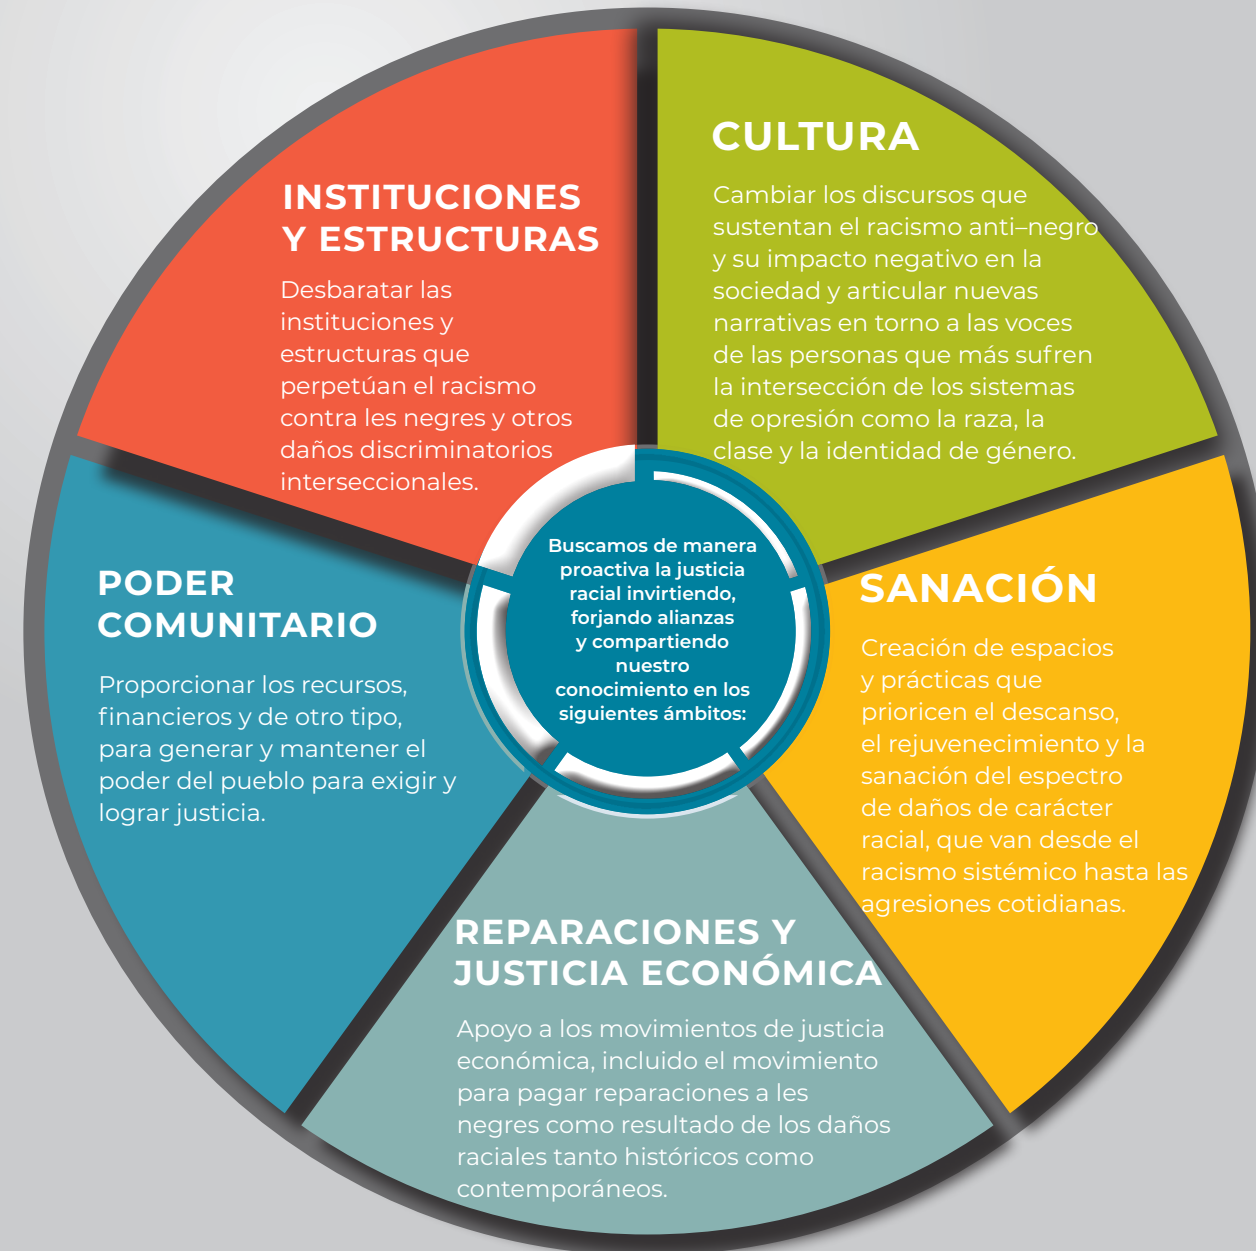 INSTITUCIONES
Y ESTRUCTURAS
Desbaratar las
instituciones y
estructuras que
perpetúan el racismo
contra les negres y otros
daños discriminatorios
interseccionales.
CULTURA
Cambiar los discursos que
sustentan el racismo anti–negro
y su impacto negativo en la
sociedad y articular nuevas
narrativas en torno a las voces
de las personas que más sufren
la intersección de los sistemas
de opresión como la raza, la
clase y la identidad de género.
Buscamos de manera
proactiva la justicia
racial invirtiendo,
forjando alianzas
y compartiendo
nuestro
conocimiento en los
siguientes ámbitos:
SANACIÓN
Creación de espacios
y prácticas que
prioricen el descanso,
el rejuvenecimiento y la
sanación del espectro
de daños de carácter
racial, que van desde el
racismo sistémico hasta las
agresiones cotidianas.
REPARACIONES Y
JUSTICIA ECONÓMICA
Apoyo a los movimientos de justicia
económica, incluido el movimiento
para pagar reparaciones a les
negres como resultado de los daños
raciales tanto históricos como
contemporáneos.
PODER
COMUNITARIO
Proporcionar los recursos,
financieros y de otro tipo,
para generar y mantener el
poder del pueblo para exigir y
lograr justicia.